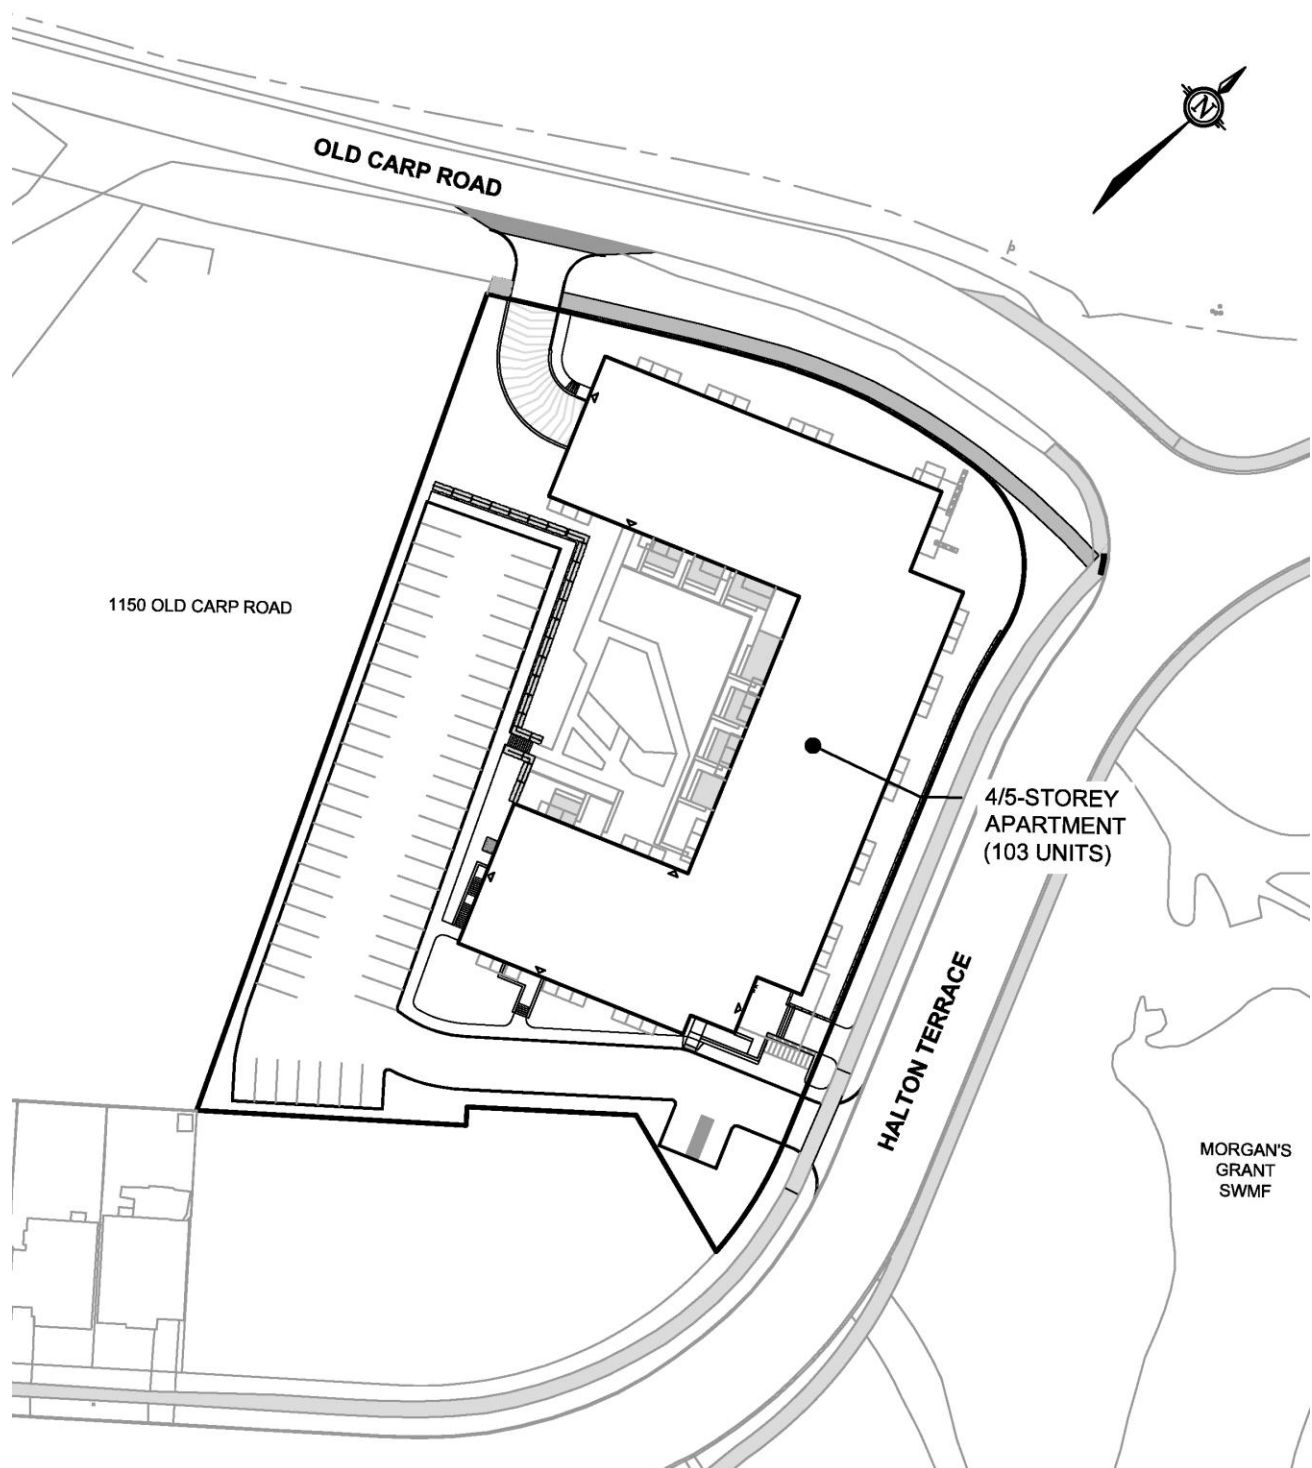 N
OLD CARP ROAD
1150 OLD CARP ROAD
4/5-STOREY
APARTMENT
(103 UNITS)
HALTON TERRACE
MORGAN'S
GRANT
SWMF